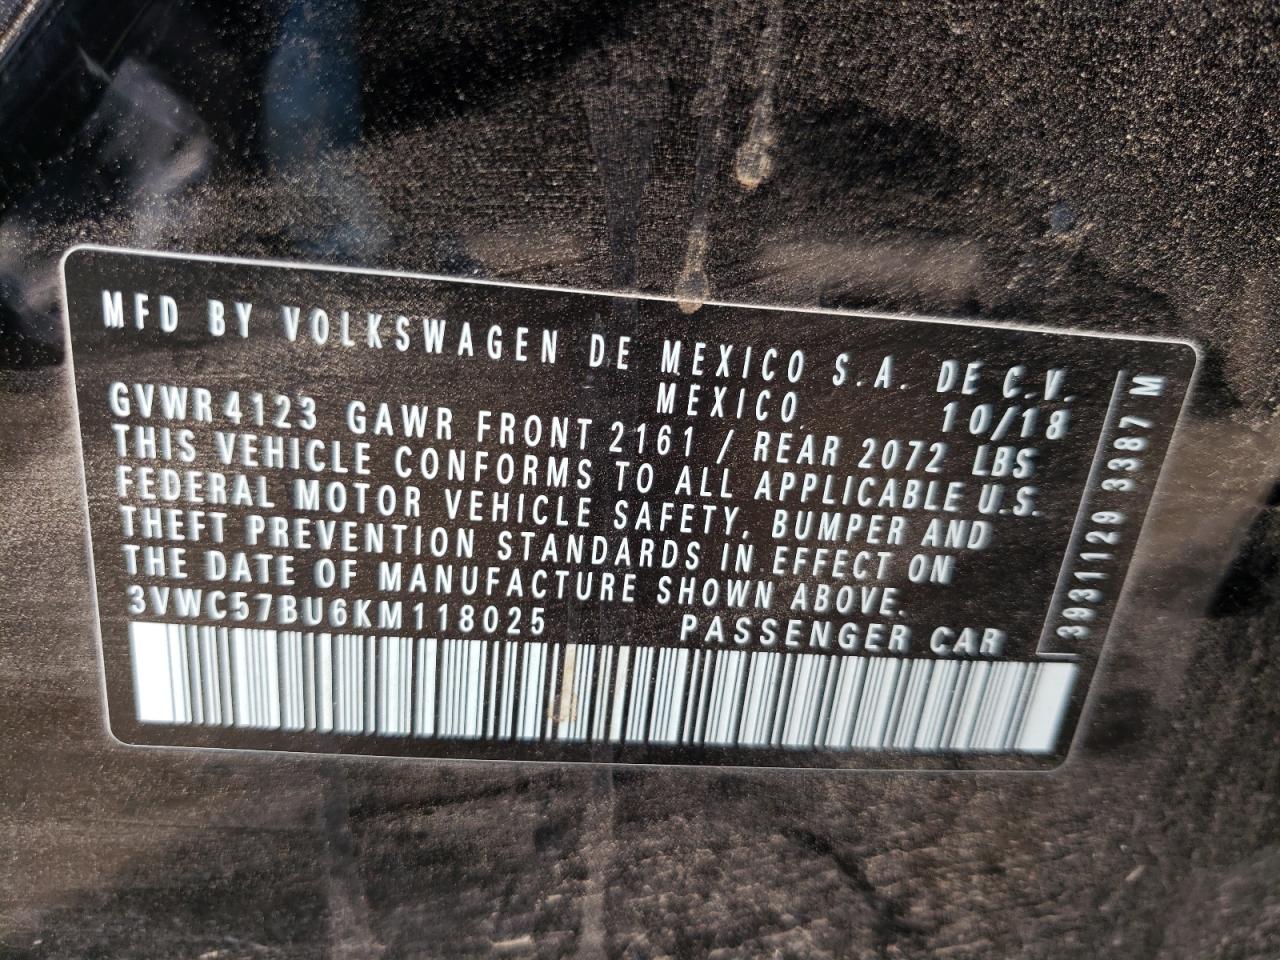 MFD BY VOLKSWAGEN DE MEXICO S.A. DE C.V.
MEXICO 10/18
GVWR 4123 GAWR FRONT 2161 / REAR 2072 LBS
THIS VEHICLE CONFORMS TO ALL APPLICABLE U.S.
FEDERAL MOTOR VEHICLE SAFETY, BUMPER AND
THEFT PREVENTION STANDARDS IN EFFECT ON
THE DATE OF MANUFACTURE SHOWN ABOVE.
3VWC57BU6KM118025 PASSENGER CAR
3931129 3387 M